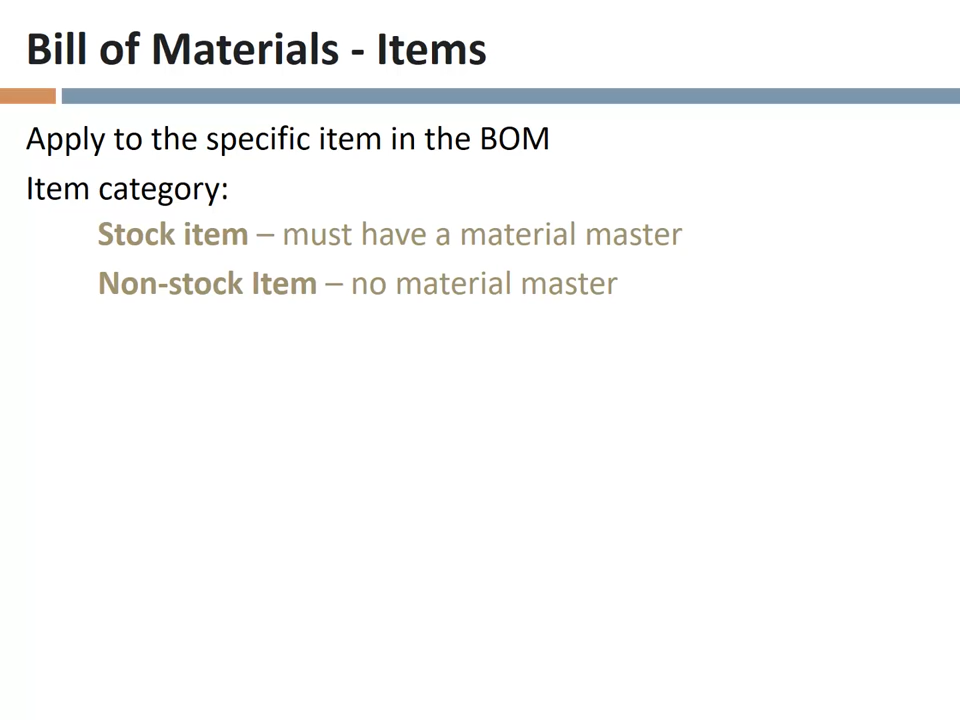 Bill of Materials - Items
Apply to the specific item in the BOM
Item category:
Stock item – must have a material master
Non-stock Item – no material master